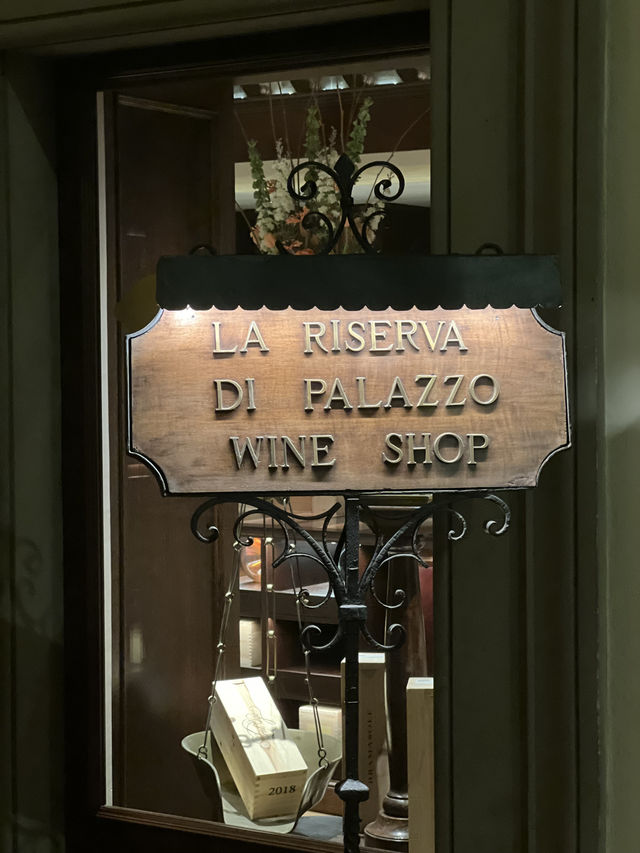 LA RISERVA
DI PALAZZO
WINE SHOP
2018